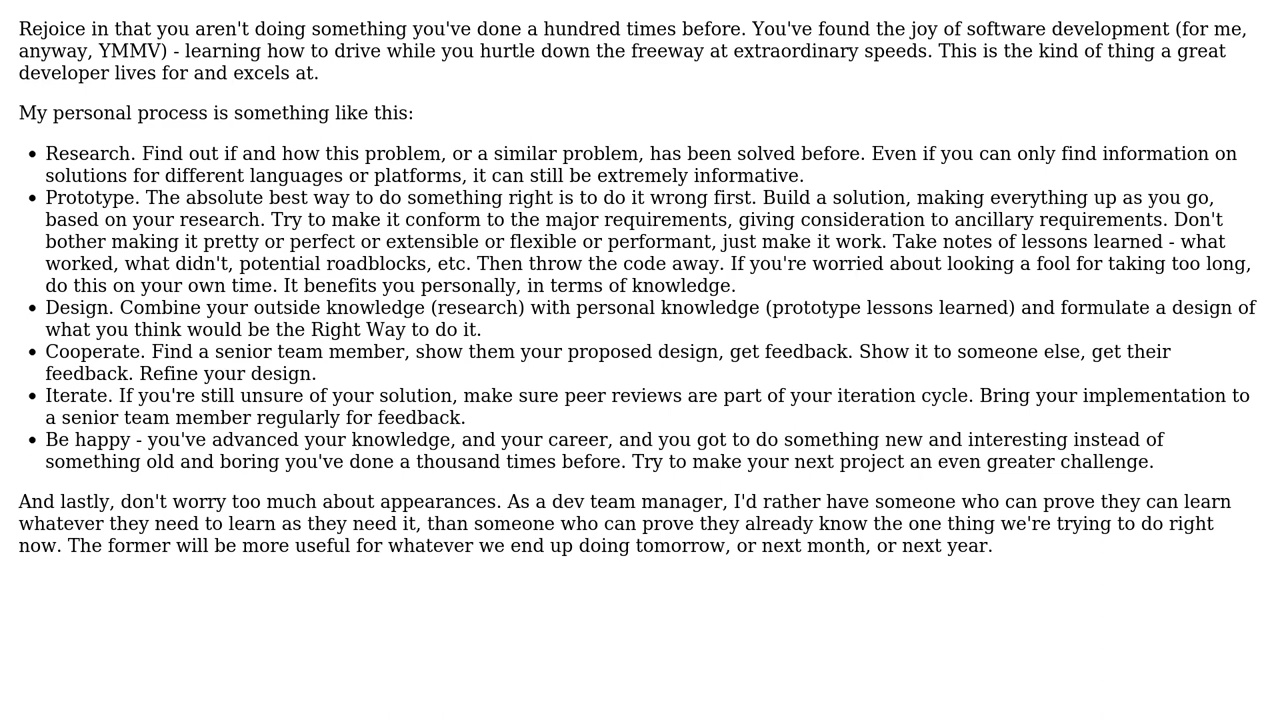 Rejoice in that you aren't doing something you've done a hundred times before. You've found the joy of software development (for me,
anyway, YMMV) - learning how to drive while you hurtle down the freeway at extraordinary speeds. This is the kind of thing a great
developer lives for and excels at.
My personal process is something like this:
• Research. Find out if and how this problem, or a similar problem, has been solved before. Even if you can only find information on
solutions for different languages or platforms, it can still be extremely informative.
• Prototype. The absolute best way to do something right is to do it wrong first. Build a solution, making everything up as you go,
based on your research. Try to make it conform to the major requirements, giving consideration to ancillary requirements. Don't
bother making it pretty or perfect or extensible or flexible or performant, just make it work. Take notes of lessons learned - what
worked, what didn't, potential roadblocks, etc. Then throw the code away. If you're worried about looking a fool for taking too long,
do this on your own time. It benefits you personally, in terms of knowledge.
• Design. Combine your outside knowledge (research) with personal knowledge (prototype lessons learned) and formulate a design of
what you think would be the Right Way to do it.
• Cooperate. Find a senior team member, show them your proposed design, get feedback. Show it to someone else, get their
feedback. Refine your design.
• Iterate. If you're still unsure of your solution, make sure peer reviews are part of your iteration cycle. Bring your implementation to
a senior team member regularly for feedback.
• Be happy - you've advanced your knowledge, and your career, and you got to do something new and interesting instead of
something old and boring you've done a thousand times before. Try to make your next project an even greater challenge.
And lastly, don't worry too much about appearances. As a dev team manager, I'd rather have someone who can prove they can learn
whatever they need to learn as they need it, than someone who can prove they already know the one thing we're trying to do right
now. The former will be more useful for whatever we end up doing tomorrow, or next month, or next year.